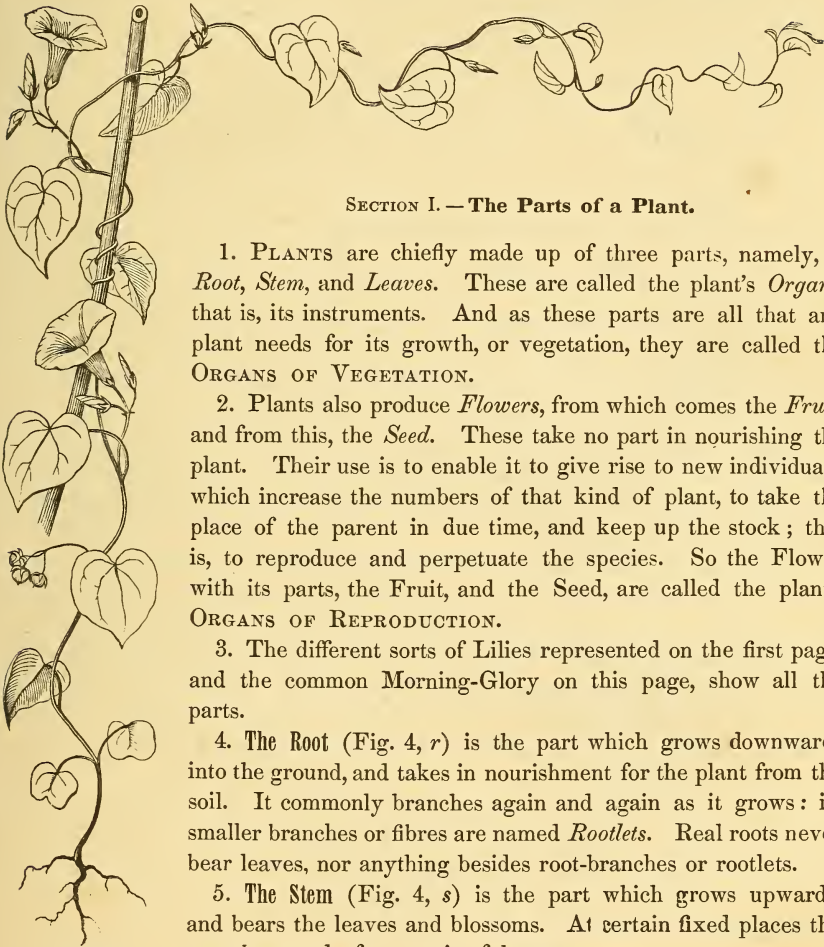 SECTION I. — The Parts of a Plant.
1. PLANTS are chiefly made up of three parts, namely,
Root, Stem, and Leaves. These are called the plant's Organ
that is, its instruments. And as these parts are all that a
plant needs for its growth, or vegetation, they are called t
ORGANS OF VEGETATION.
2. Plants also produce Flowers, from which comes the Fru
and from this, the Seed. These take no part in nourishing t
plant. Their use is to enable it to give rise to new individua
which increase the numbers of that kind of plant, to take t
place of the parent in due time, and keep up the stock; th
is, to reproduce and perpetuate the species. So the Flow
with its parts, the Fruit, and the Seed, are called the plan
ORGANS OF REPRODUCTION.
3. The different sorts of Lilies represented on the first pag
and the common Morning-Glory on this page, show all t
parts.
4. The Root (Fig. 4, r) is the part which grows downward
into the ground, and takes in nourishment for the plant from t
soil. It commonly branches again and again as it grows: i
smaller branches or fibres are named Rootlets. Real roots neve
bear leaves, nor anything besides root-branches or rootlets.
5. The Stem (Fig. 4, s) is the part which grows upward
and bears the leaves and blossoms. At certain fixed places th